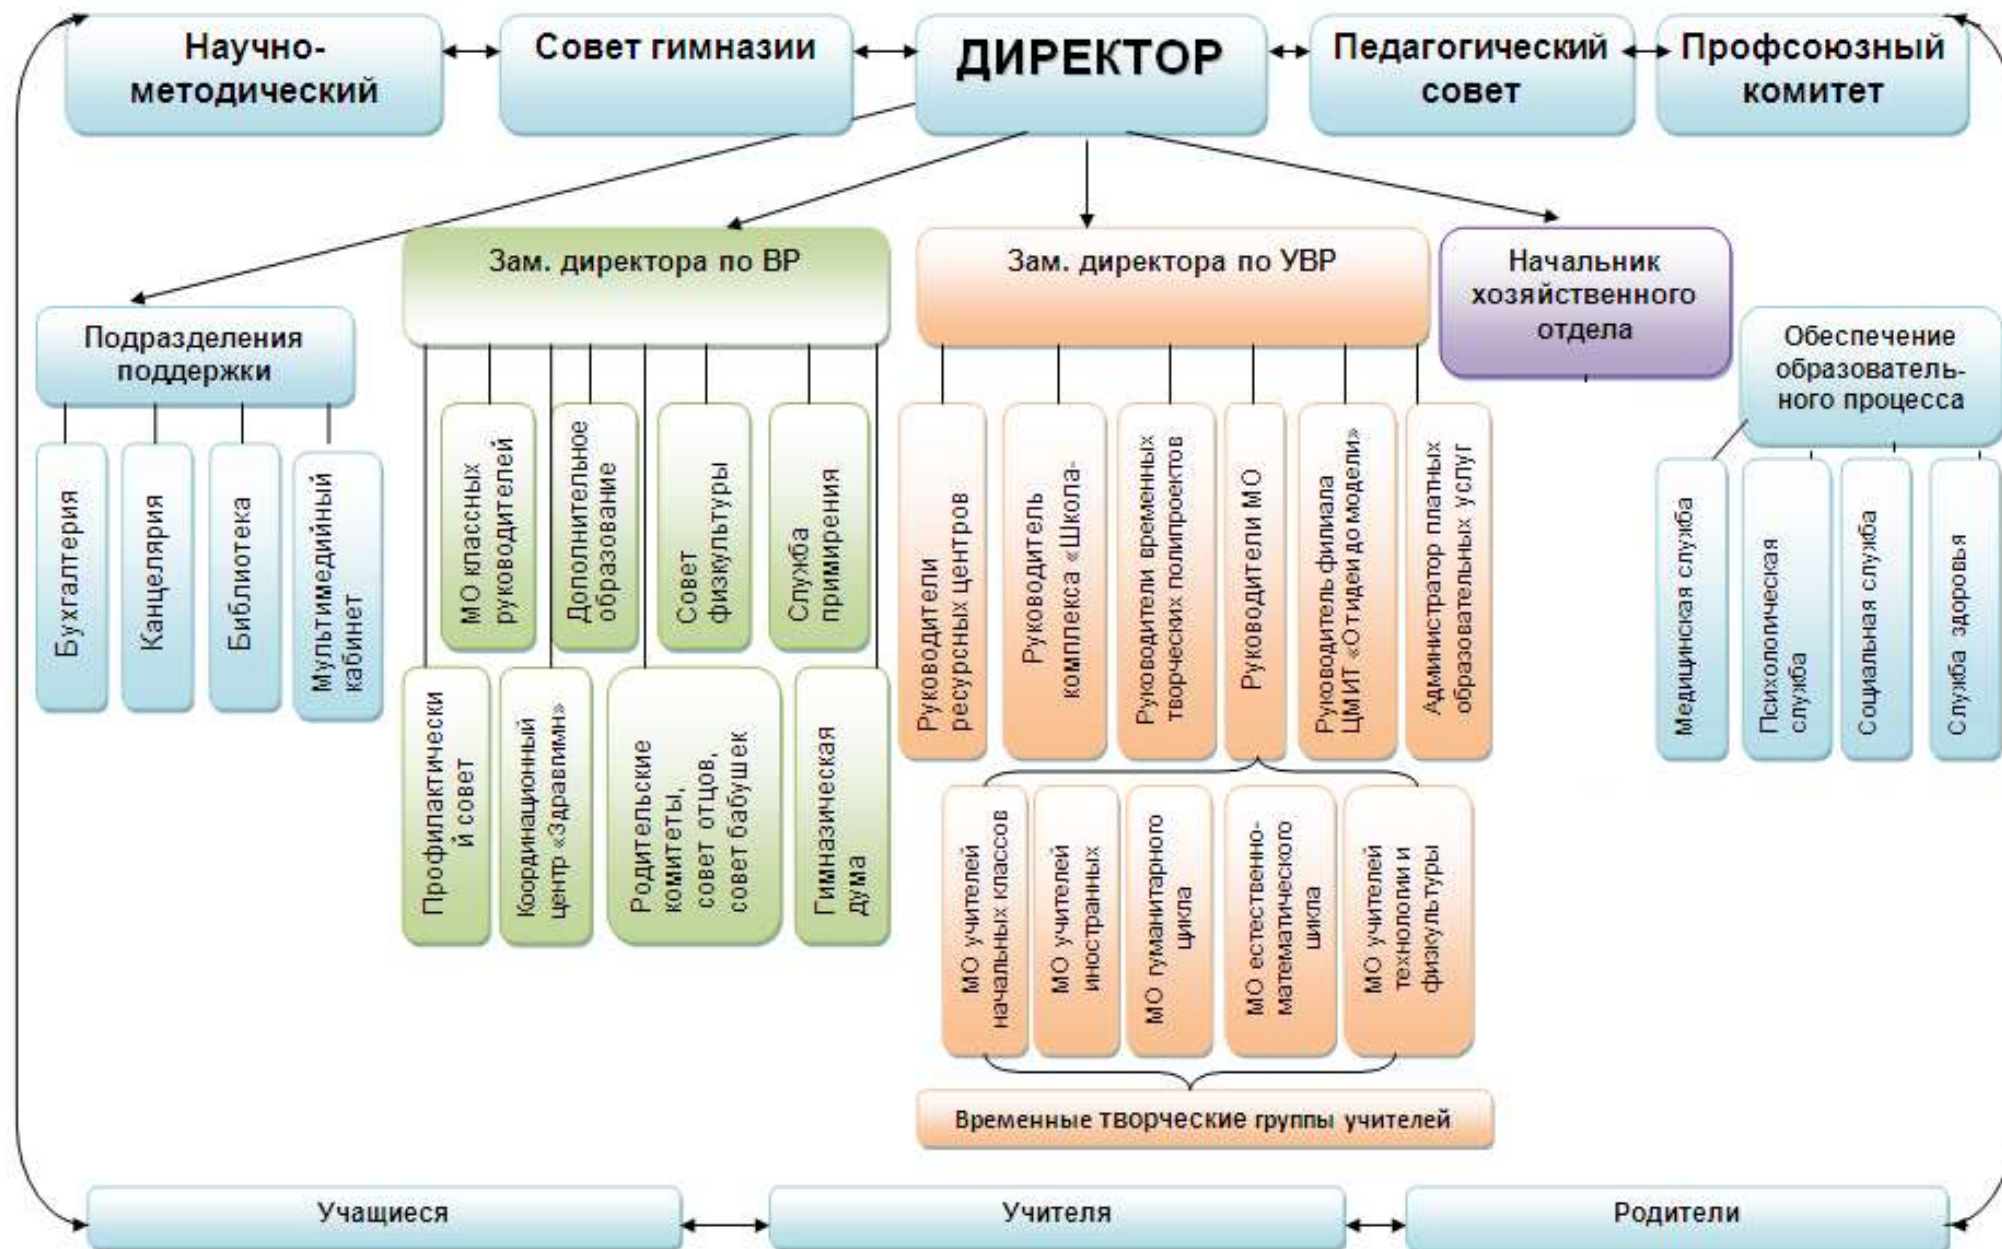 Научно-
методический
Совет гимназии
ДИРЕКТОР
Педагогический
совет
Профсоюзный
комитет
Зам. директора по ВР
Зам. директора по УВР
Начальник
хозяйственного
отдела
Подразделения
поддержки
Обеспечение
образователь-
ного процесса
Бухгалтерия
Канцелярия
Библиотека
Мультимедийный
кабинет
МО классных
руководителей
Дополнительное
образование
Совет
физкультуры
Служба
примирения
Профилактически
й совет
Координационный
центр «Здравгимн»
Родительские
комитеты,
совет отцов,
совет бабушек
Гимназическая
дума
Руководители
ресурсных центров
Руководитель
комплекса «Школа-
Руководители временных
творческих полипроектов
Руководители МО
Руководитель филиала
ЦМИТ «От идеи до модели»
Администратор платных
образовательных услуг
Медицинская служба
Психологическая
служба
Социальная служба
Служба здоровья
МО учителей
начальных классов
МО учителей
иностранных
МО гуманитарного
цикла
МО естественно-
математического
цикла
МО учителей
технологии и
физкультуры
Временные творческие группы учителей
Учащиеся
Учителя
Родители